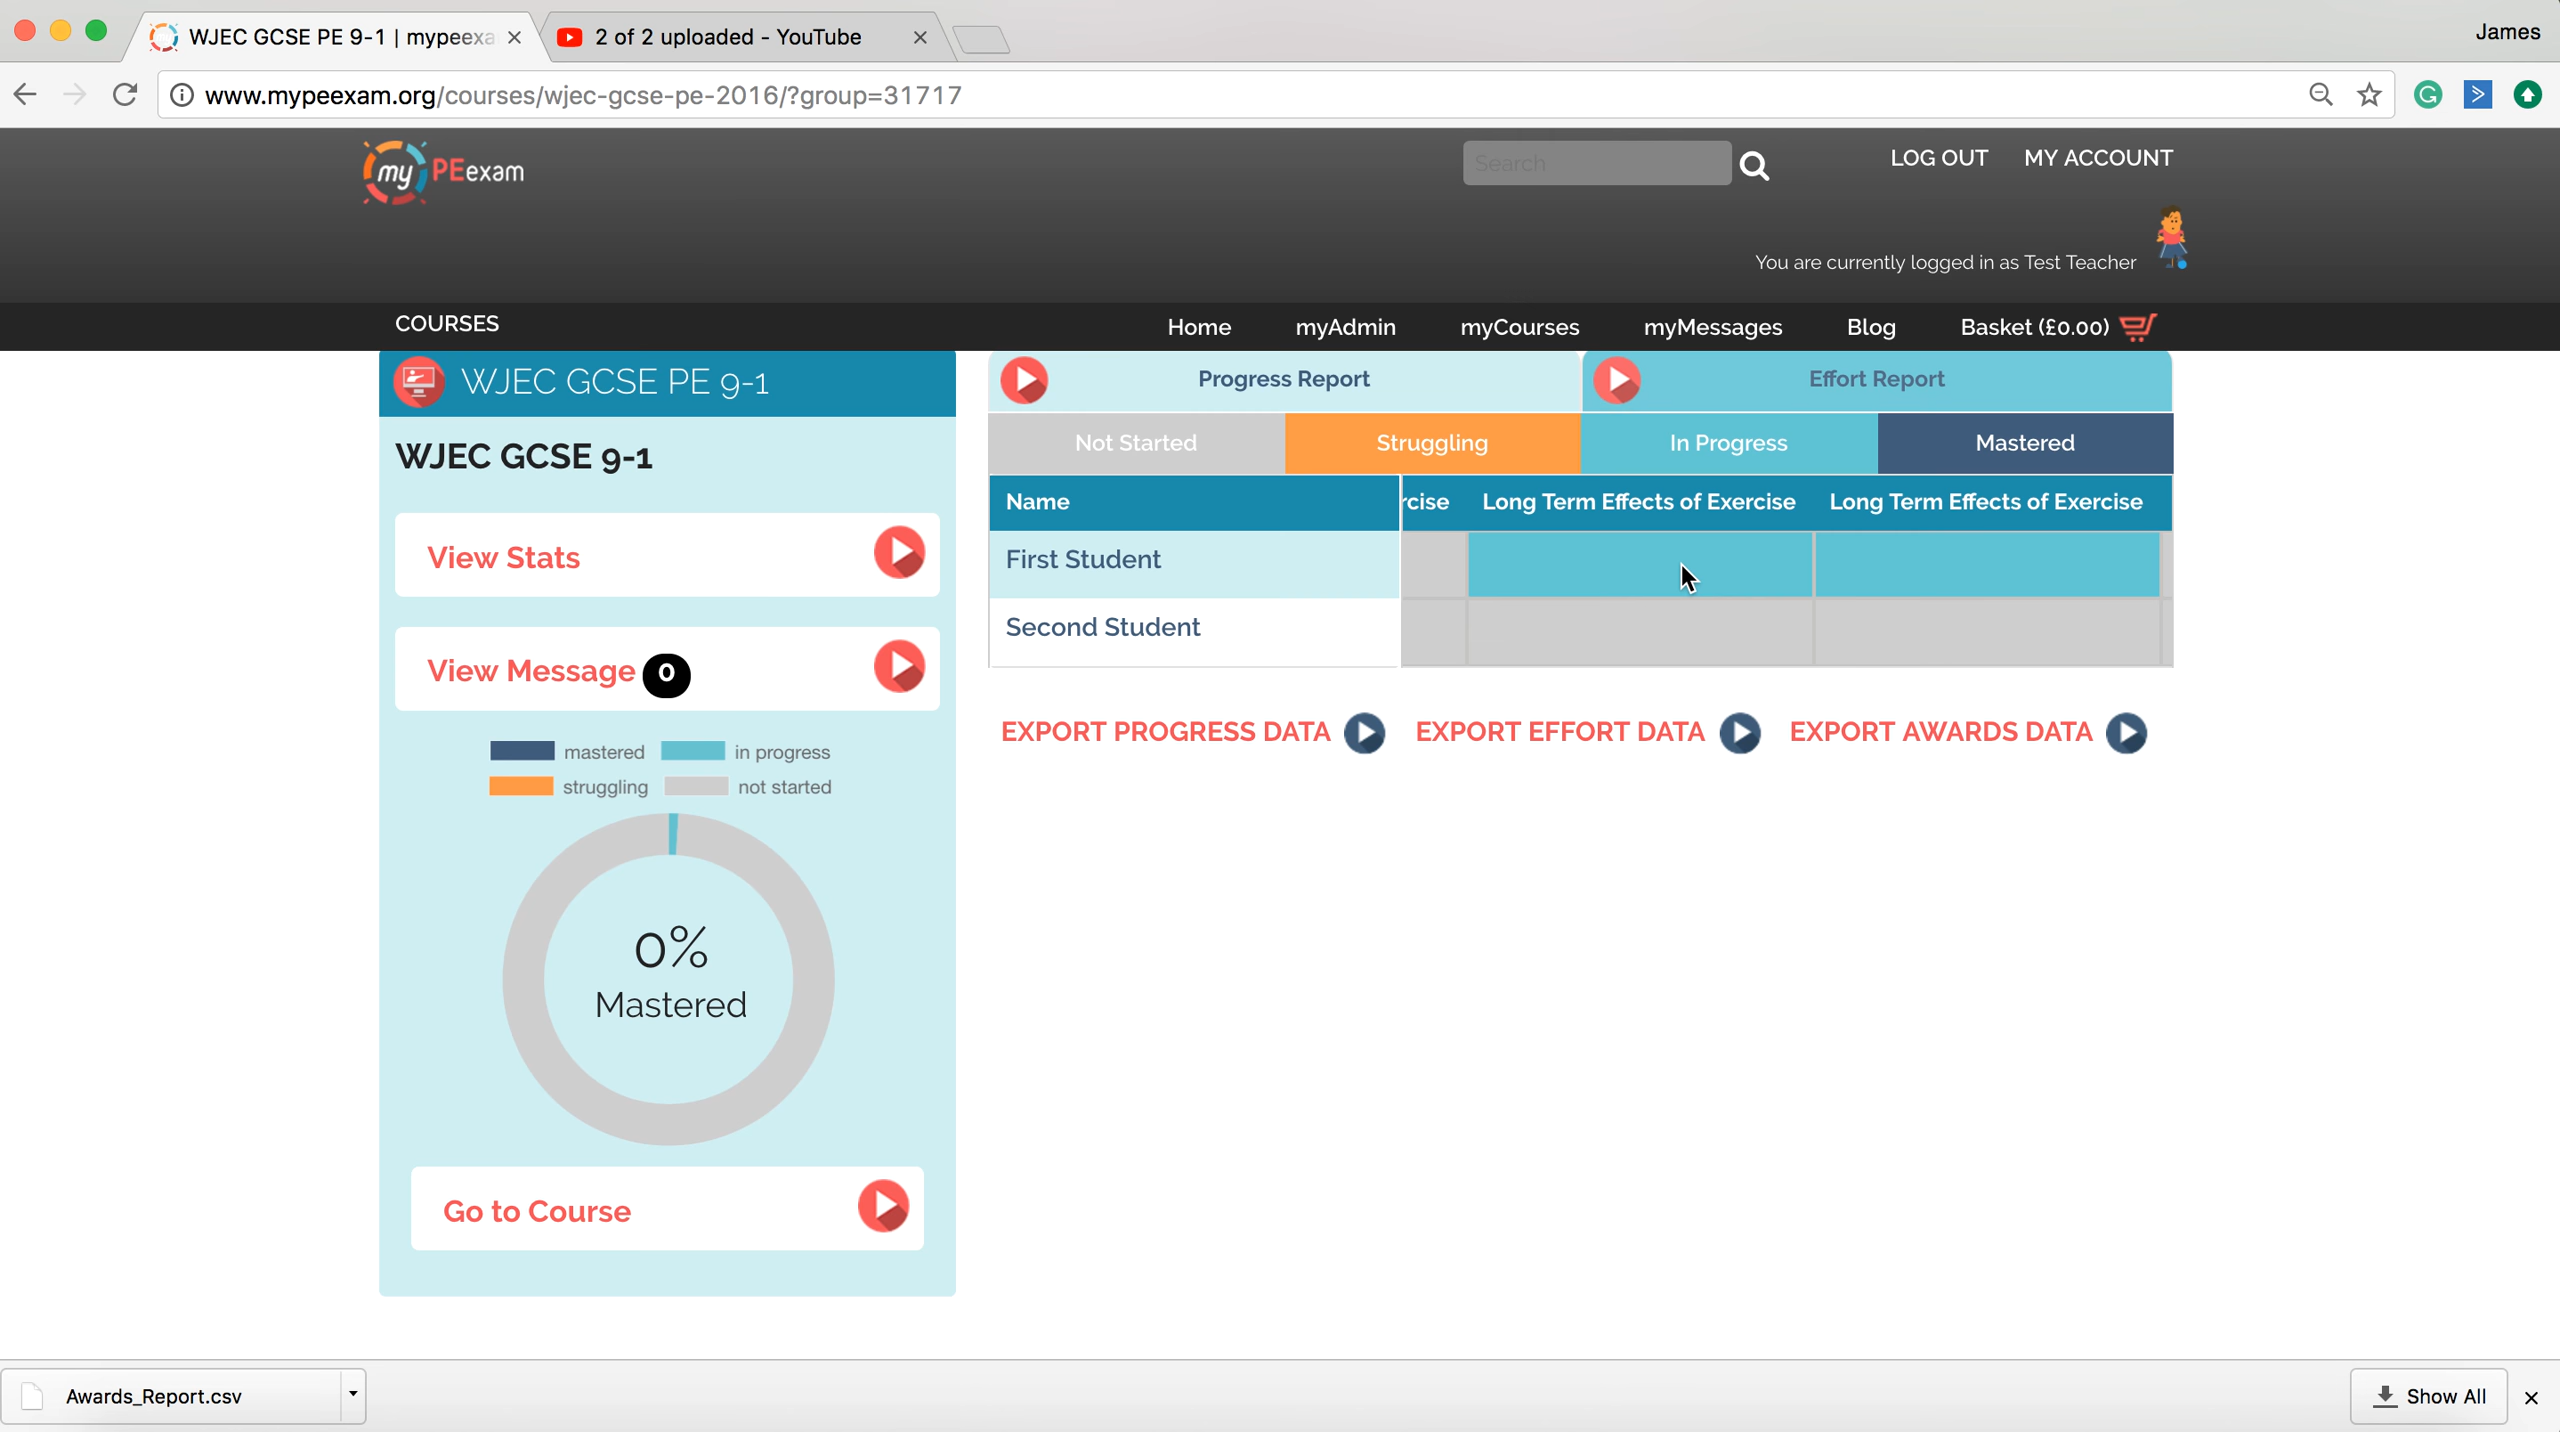 WJEC GCSE PE 9-1 | mypeexa
2 of 2 uploaded - YouTube
James
www.mypeexam.org/courses/wjec-gcse-pe-2016/?group=31717
my PEexam
Search
LOG OUT
MY ACCOUNT
You are currently logged in as Test Teacher
COURSES
Home
myAdmin
myCourses
myMessages
Blog
Basket (£0.00)
WJEC GCSE PE 9-1
WJEC GCSE 9-1
View Stats
View Message 0
mastered
in progress
struggling
not started
0%
Mastered
Go to Course
Progress Report
Effort Report
Not Started
Struggling
In Progress
Mastered
Name
rcise
Long Term Effects of Exercise
Long Term Effects of Exercise
First Student
Second Student
EXPORT PROGRESS DATA
EXPORT EFFORT DATA
EXPORT AWARDS DATA
Awards_Report.csv
Show All